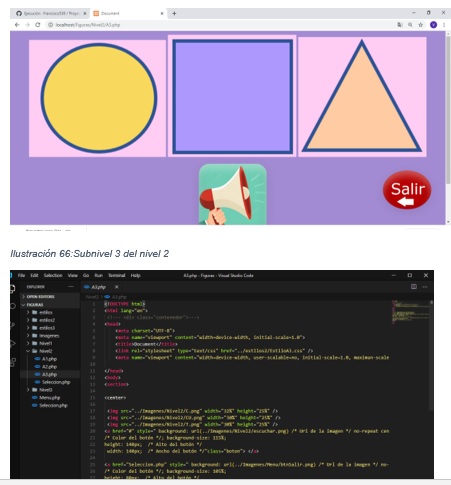 Ejecución: Francisco559 / Proyec
Document
localhost/Figuras/Nivel2/A3.php
Salir
Ilustración 66:Subnivel 3 del nivel 2
File Edit Selection View Go Run Terminal Help
A3.php - Figuras - Visual Studio Code
EXPLORER
A3.php
OPEN EDITORS
Nivel2 > A3.php
FIGURAS
estilos
estilos2
estilos3
Imagenes
Nivel1
Nivel2
A1.php
A2.php
A3.php
Seleccion.php
Nivel3
Menu.php
Seleccion.php
<!DOCTYPE html>
<html lang="en">
<!-- <div class="contenedor"> -->
<head>
<meta charset="UTF-8">
<meta name="viewport" content="width=device-width, initial-scale=1.0">
<title>Document</title>
<link rel="stylesheet" type="text/css" href="../estilos2/EstiloA3.css" />
<meta name="viewport" content="width=device-width, user-scalable=no, initial-scale=1.0, maximum-scale
</head>
<body>
<section>
<center>
<img src="../Imagenes/Nivel2/C.png" width="32%" height="25%" />
<img src="../Imagenes/Nivel2/CU.png" width="30%" height="25%" />
<img src="../Imagenes/Nivel2/T.png" width="30%" height="25%" />
<a href="#" style=" background: url(../Imagenes/Nivel2/escuchar.png) /* Url de la imagen */ no-repeat cen
/* Color del botón */; background-size: 115%;
height: 140px; /* Alto del botón */
width: 140px; /* Ancho del botón */"class="boton"> </a>
<a href="Seleccion.php" style=" background: url(../Imagenes/Menu/btnSalir.png) /* Url de la imagen */ no-
/* Color del botón */; background-size: 105%;
height: 80px; /* Alto del botón */